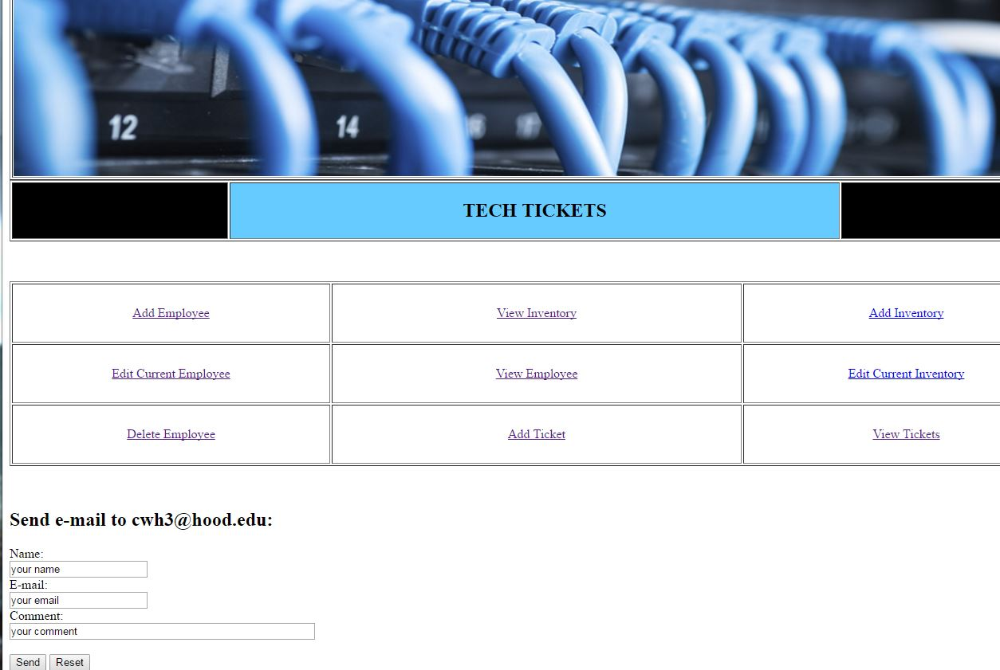 12 14
TECH TICKETS
Add Employee View Inventory Add Inventory
Edit Current Employee View Employee Edit Current Inventory
Delete Employee Add Ticket View Tickets
Send e-mail to cwh3@hood.edu:
Name:
your name
E-mail:
your email
Comment:
your comment
Send Reset